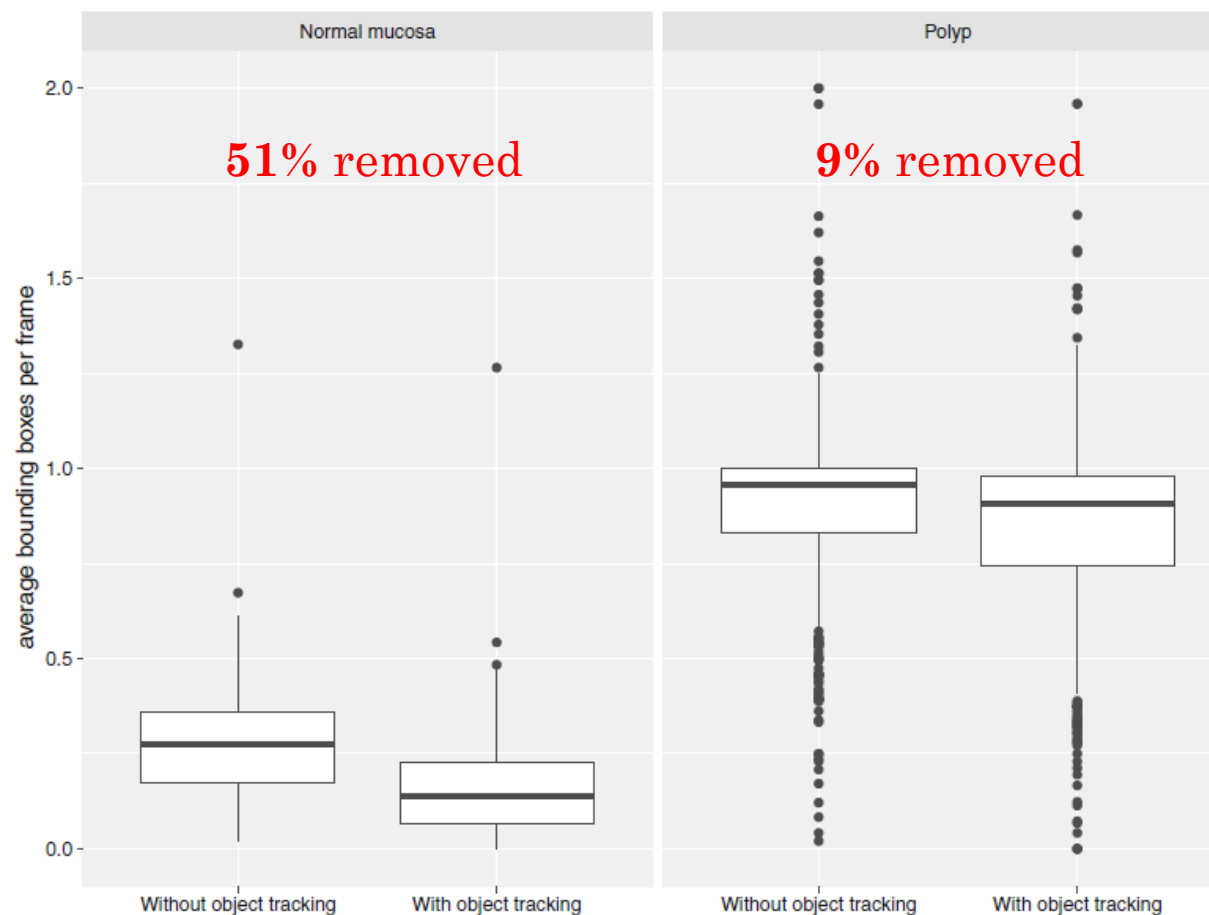 Normal mucosa
Polyp
51% removed
9% removed
average bounding boxes per frame
2.0
1.5
1.0
0.5
0.0
Without object tracking
With object tracking
Without object tracking
With object tracking